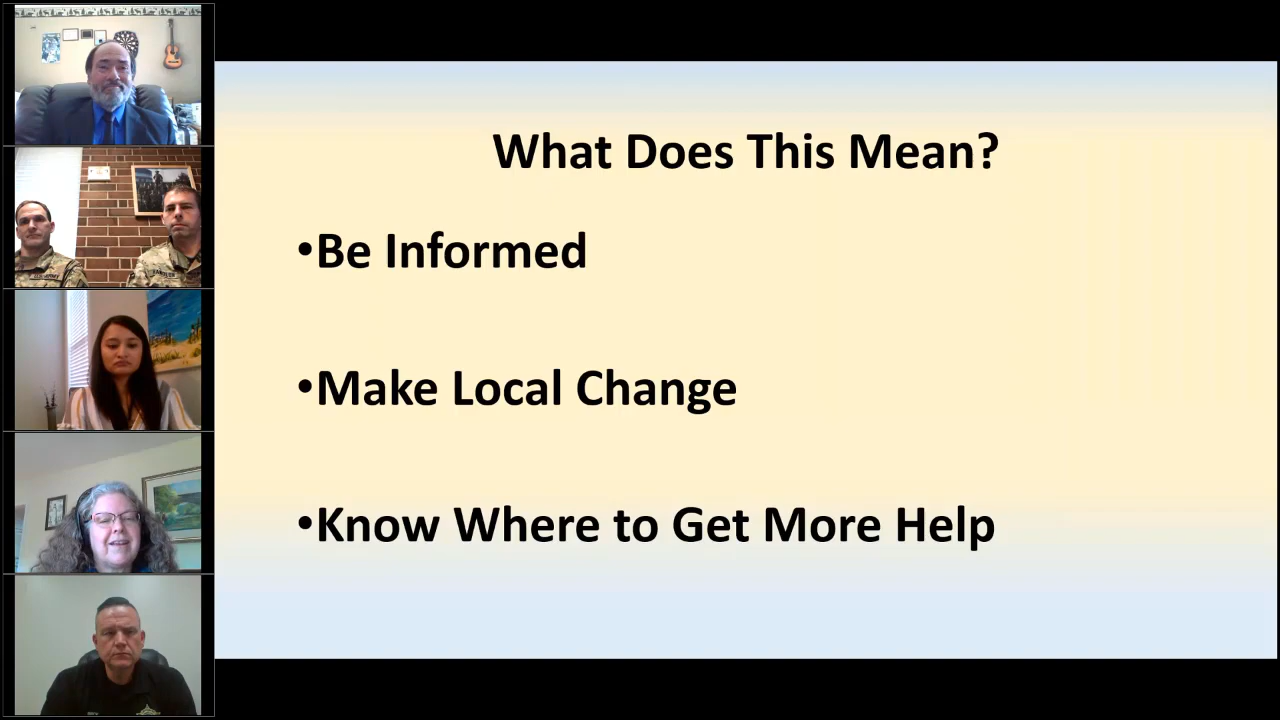 What Does This Mean?
•Be Informed
•Make Local Change
•Know Where to Get More Help